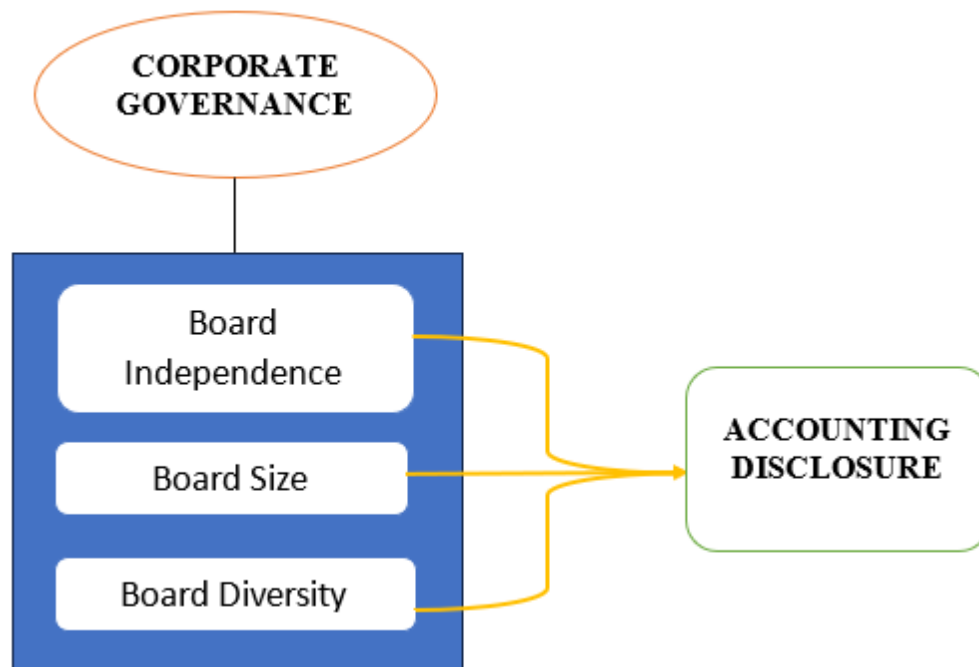 CORPORATE
GOVERNANCE
Board
Independence
Board Size
Board Diversity
ACCOUNTING
DISCLOSURE